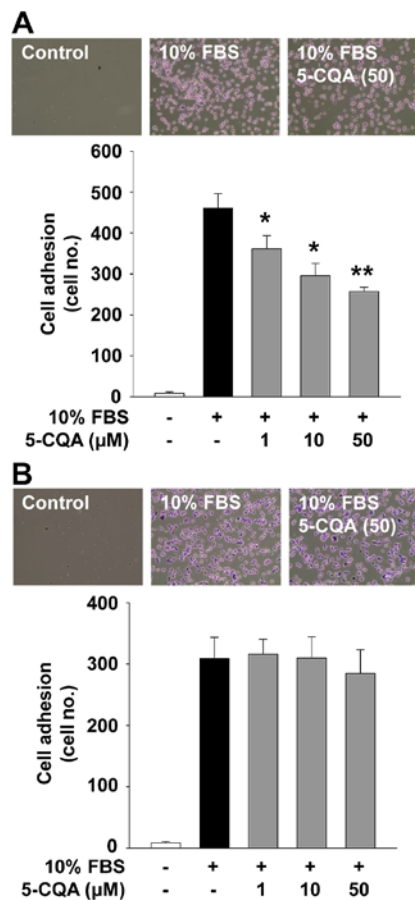 A
Control
10% FBS
10% FBS
5-CQA (50)
600
500
400
300
200
100
0
Cell adhesion
(cell no.)
*
*
**
10% FBS - + + + +
5-CQA (µM) - - 1 10 50
B
Control
10% FBS
10% FBS
5-CQA (50)
400
300
200
100
0
Cell adhesion
(cell no.)
10% FBS - + + + +
5-CQA (µM) - - 1 10 50